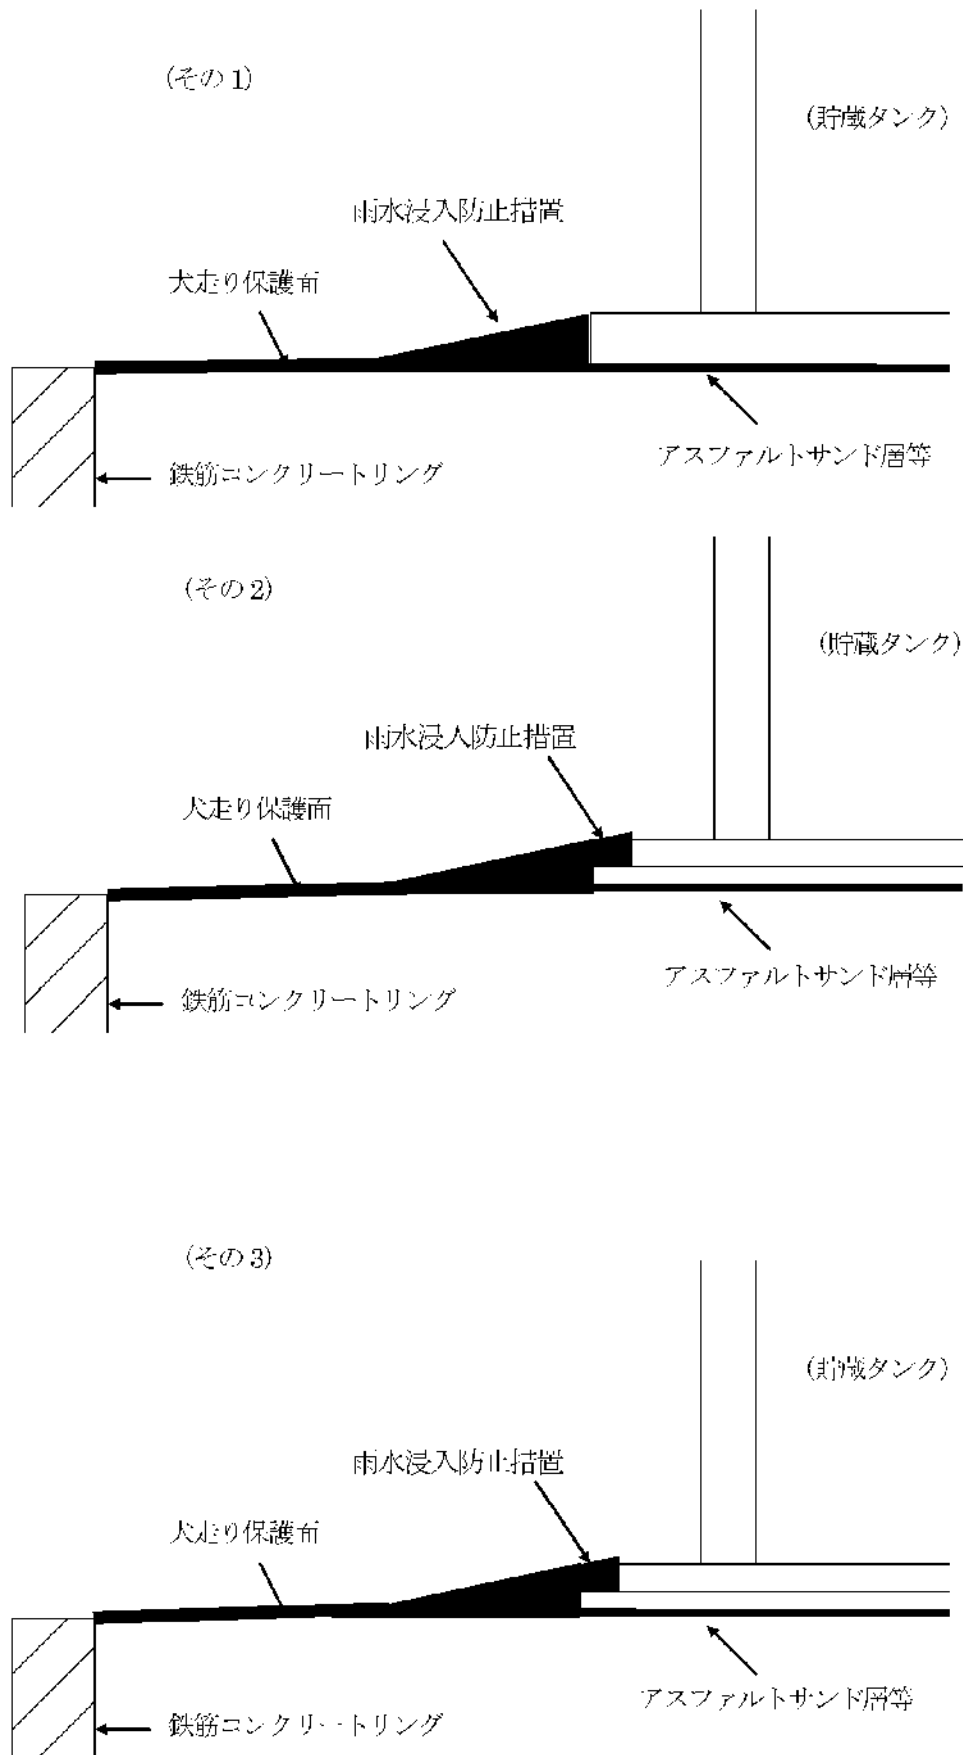 (その1)
(貯蔵タンク)
雨水浸入防止措置
犬走り保護面
アスファルトサンド層等
鉄筋コンクリートリング
(その2)
(貯蔵タンク)
雨水浸入防止措置
犬走り保護面
アスファルトサンド層等
鉄筋コンクリートリング
(その3)
(貯蔵タンク)
雨水浸入防止措置
犬走り保護面
アスファルトサンド層等
鉄筋コンクリートリング